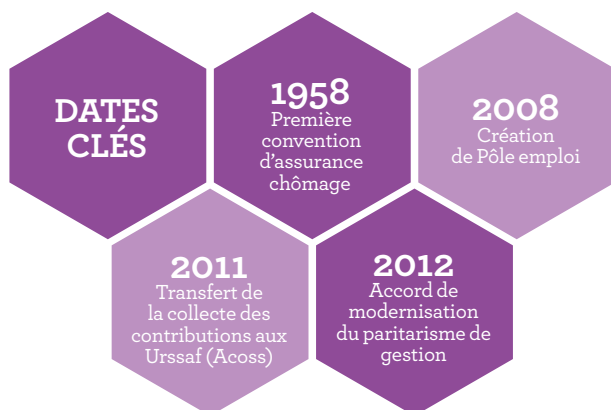 DATES
CLÉS
1958
Première
convention
d'assurance
chômage
2008
Création
de Pôle emploi
2011
Transfert de
la collecte des
contributions aux
Urssaf (Acoss)
2012
Accord de
modernisation
du paritarisme de
gestion